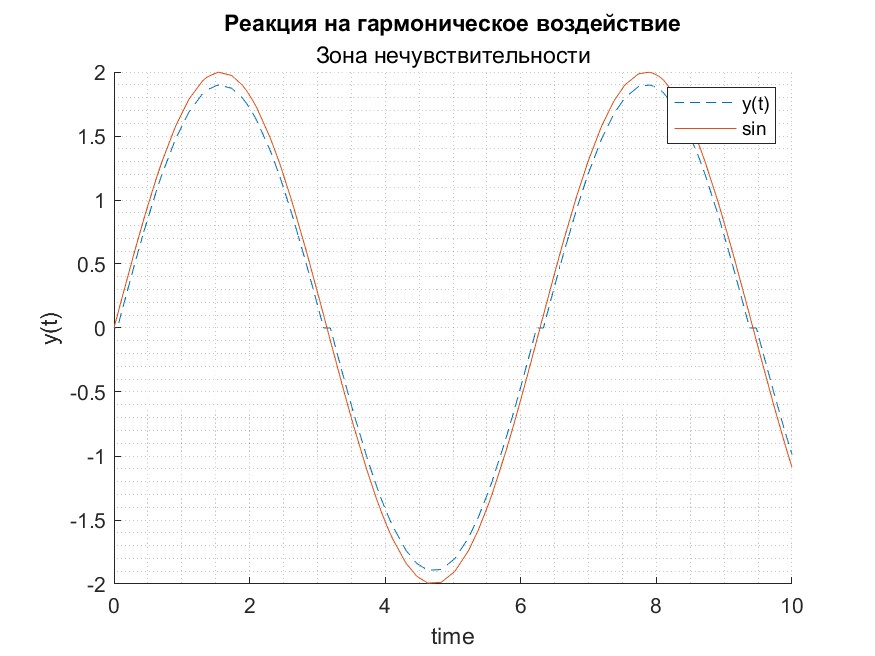 Реакция на гармоническое воздействие
Зона нечувствительности
y(t)
sin
2
1.5
1
0.5
0
-0.5
-1
-1.5
-2
y(t)
0 2 4 6 8 10
time